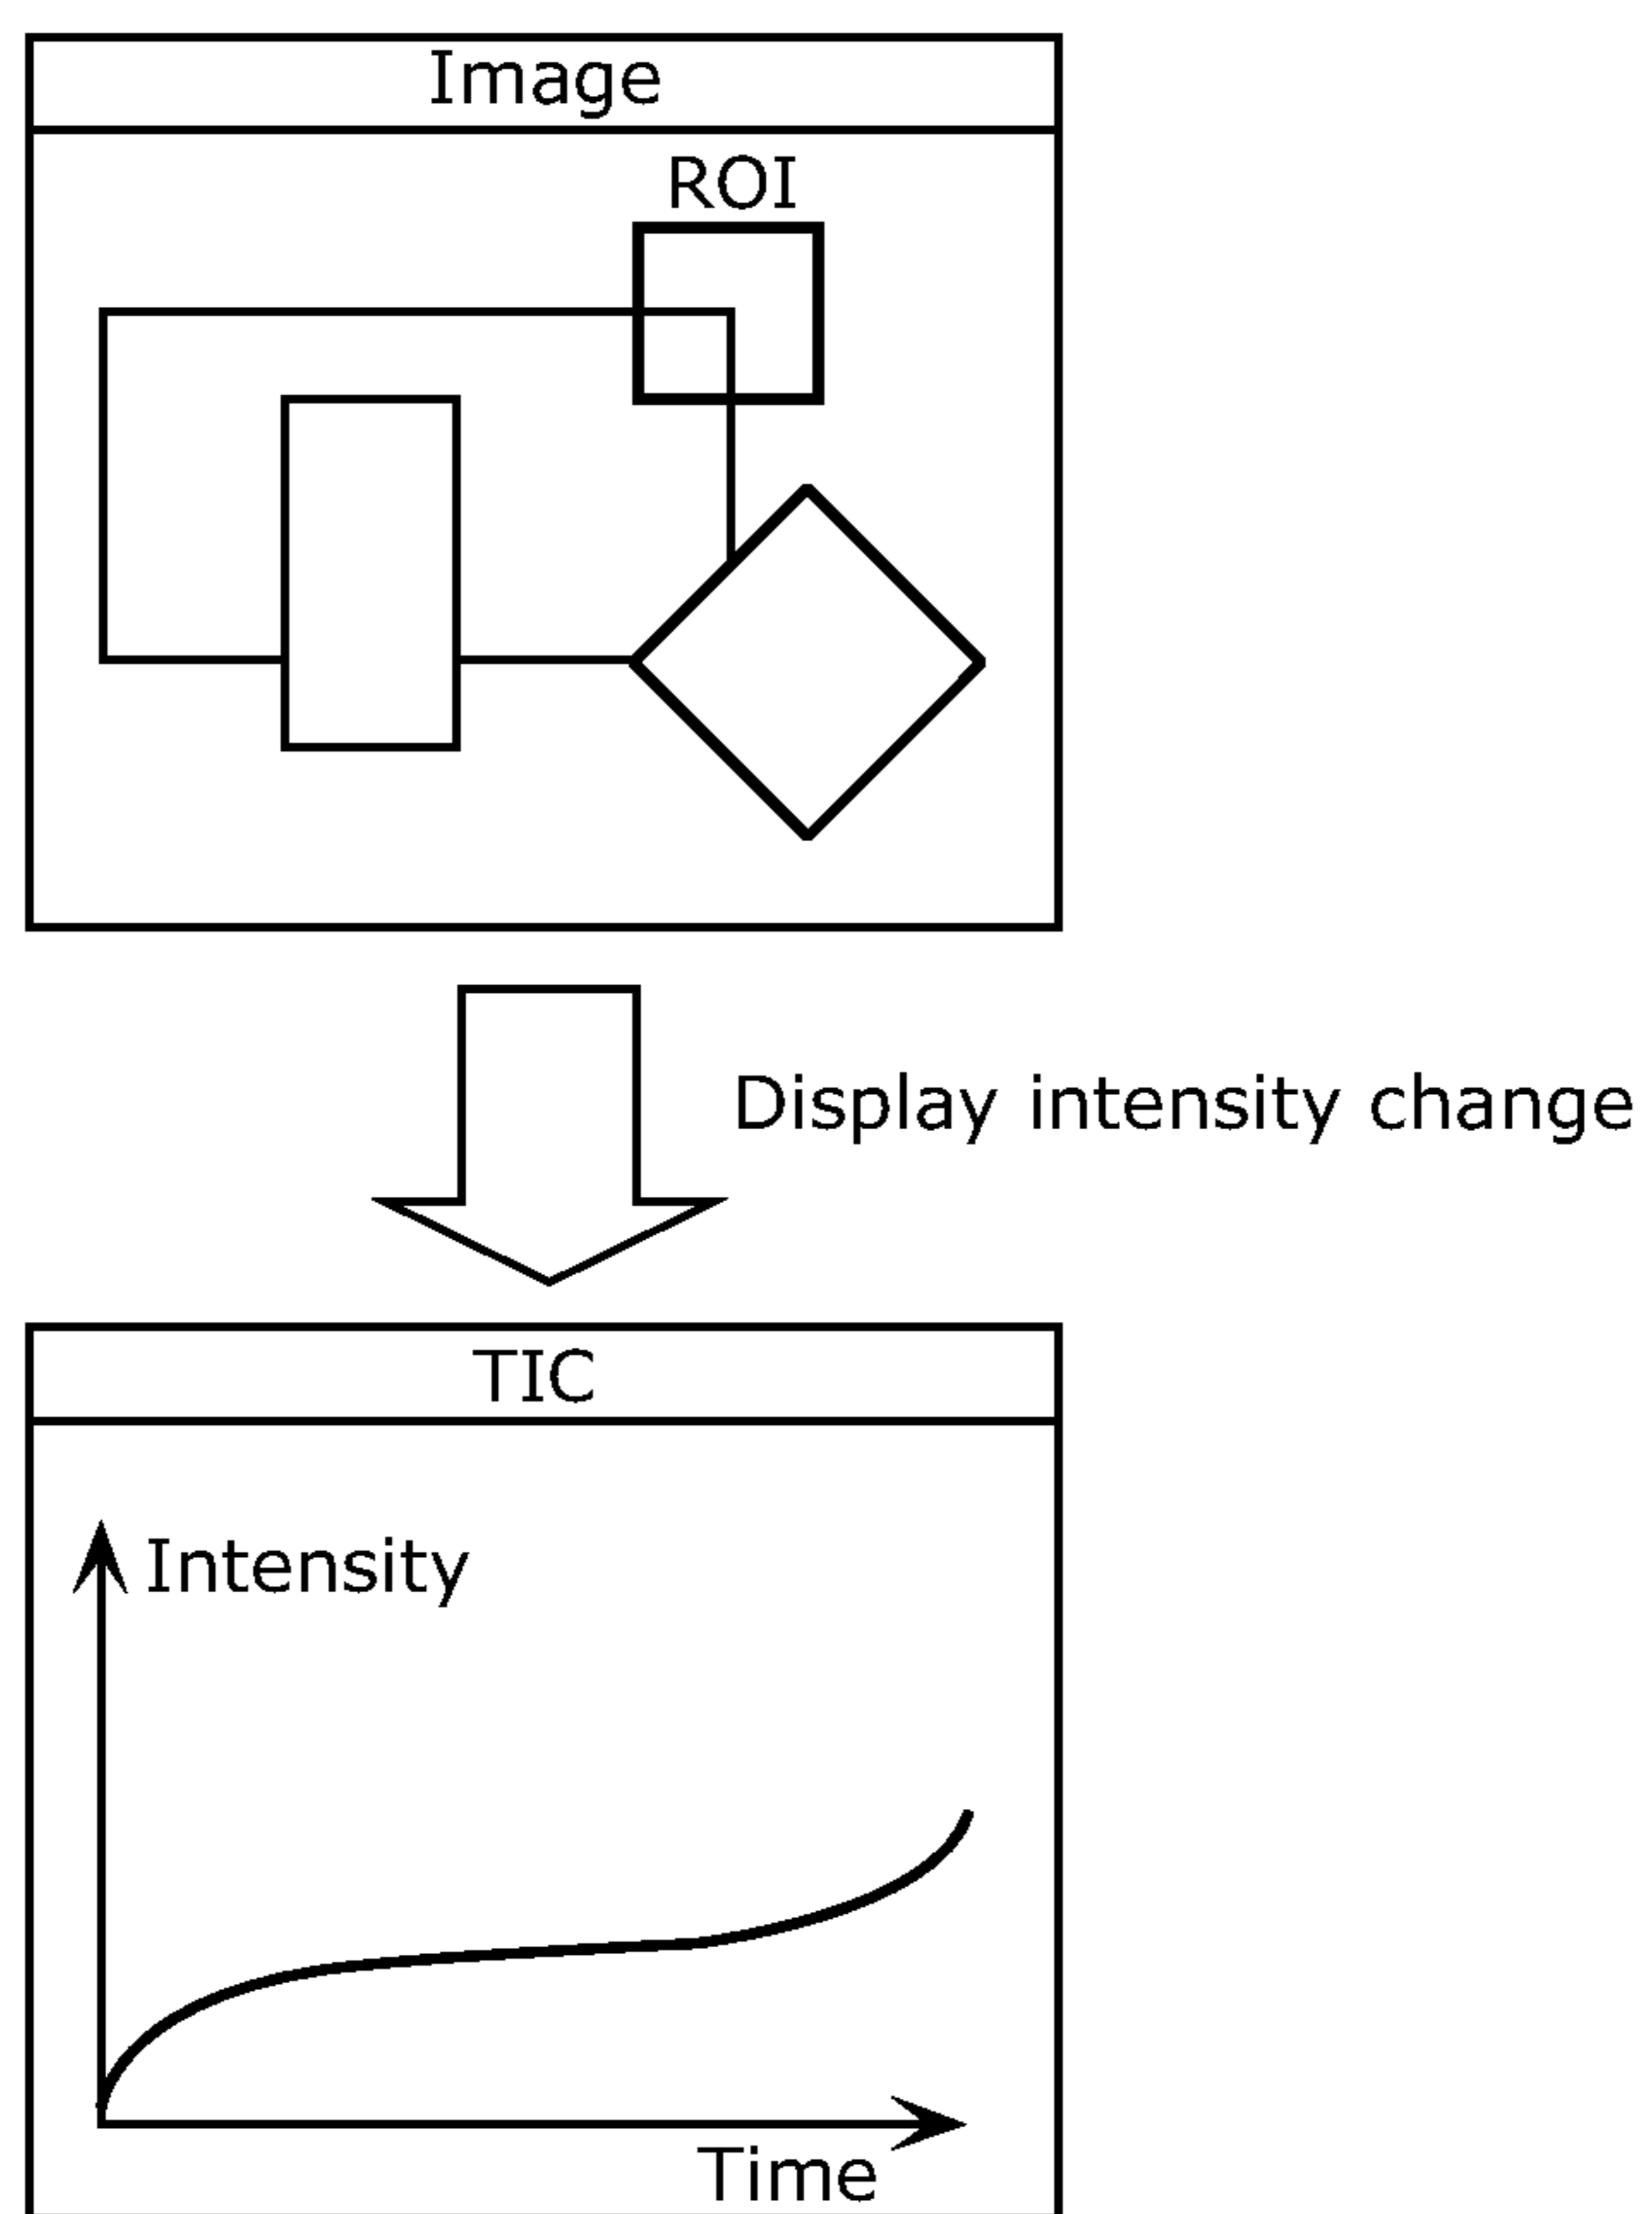 Image
ROI
Display intensity change
TIC
Intensity
Time